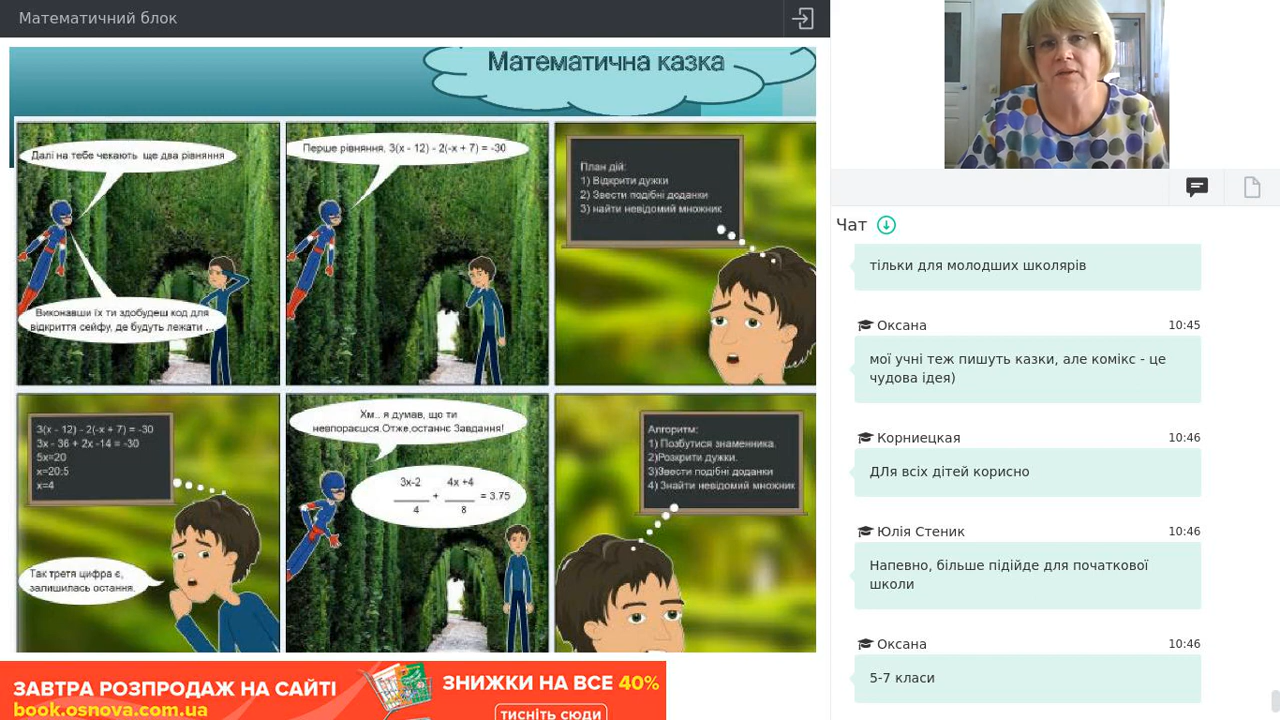 Математичний блок
Математична казка
Далі на тебе чекають ще два рівняння
Виконавши їх ти здобудеш код для
відкриття сейфу, де будуть лежати ...
Перше рівняння. 3(x - 12) - 2(-x + 7) = -30
План дій:
1) Відкрити дужки
2) Звести подібні доданки
3) найти невідомий множник
3(x - 12) - 2(-x + 7) = -30
3x - 36 + 2x -14 = -30
5x=20
x=20:5
x=4
Так третя цифра є,
залишилась остання.
Хм.. я думав, що ти
невпораєшся.Отже,останнє Завдання!
3x-2 4x +4
+ = 3.75
4 8
Алгоритм:
1) Позбутися знаменника.
2)Розкрити дужки.
3)Звести подібні доданки
4) Знайти невідомий множник
ЗАВТРА РОЗПРОДАЖ НА САЙТІ
book.osnova.com.ua
ЗНИЖКИ НА ВСЕ 40%
тисніть сюди
Чат
тільки для молодших школярів
Оксана 10:45
мої учні теж пишуть казки, але комікс - це
чудова ідея)
Корниецкая 10:46
ДЛя всіх дітей корисно
Юлія Стеник 10:46
Напевно, більше підійде для початкової
школи
Оксана 10:46
5-7 класи